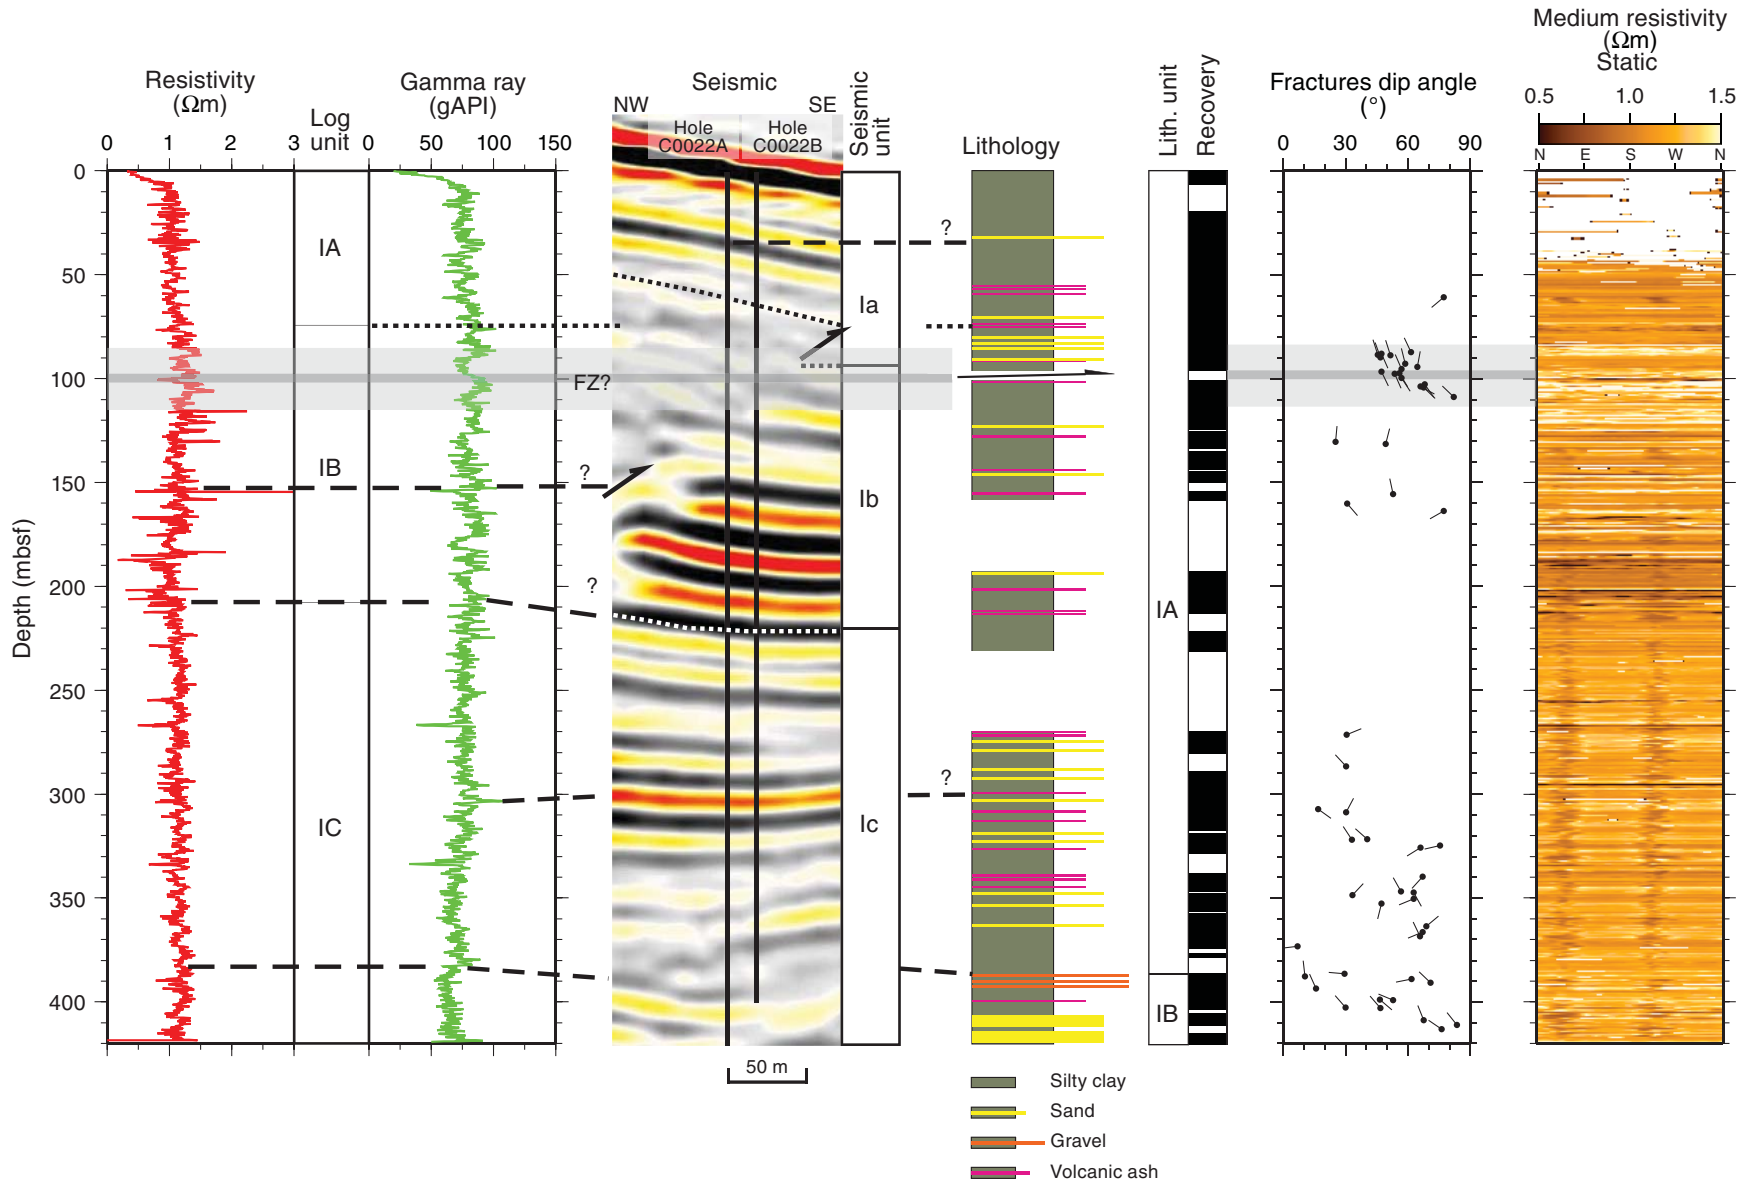 Medium resistivity
(Ωm)
Static
Resistivity
(Ωm)
Log
unit
Gamma ray
(gAPI)
Seismic
NW
SE
Hole
C0022A
Hole
C0022B
Seismic
unit
Lithology
Lith. unit
Recovery
Fractures dip angle
(°)
0.5 1.0 1.5
N E S W N
0 1 2 3
0 50 100 150
0 30 60 90
Depth (mbsf)
0
50
100
150
200
250
300
350
400
IA
IB
IC
FZ?
?
?
?
?
Ia
Ib
Ic
IA
IB
50 m
Silty clay
Sand
Gravel
Volcanic ash